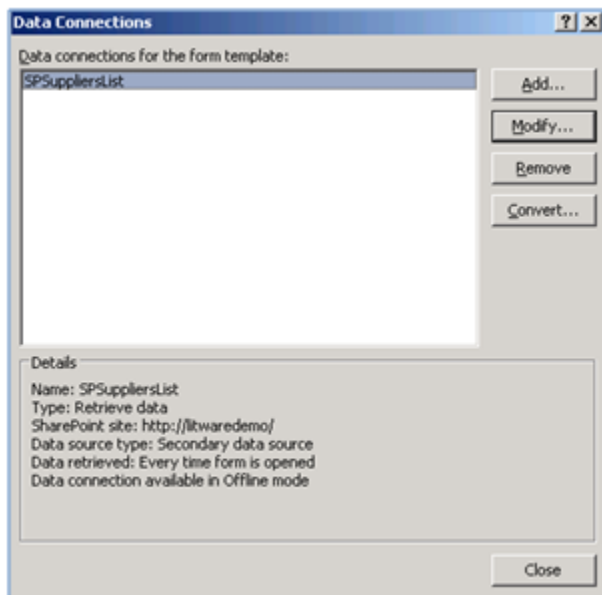 Data Connections
Data connections for the form template:
SPSuppliersList
Add...
Modify...
Remove
Convert...
Details
Name: SPSuppliersList
Type: Retrieve data
SharePoint site: http://litwaredemo/
Data source type: Secondary data source
Data retrieved: Every time form is opened
Data connection available in Offline mode
Close